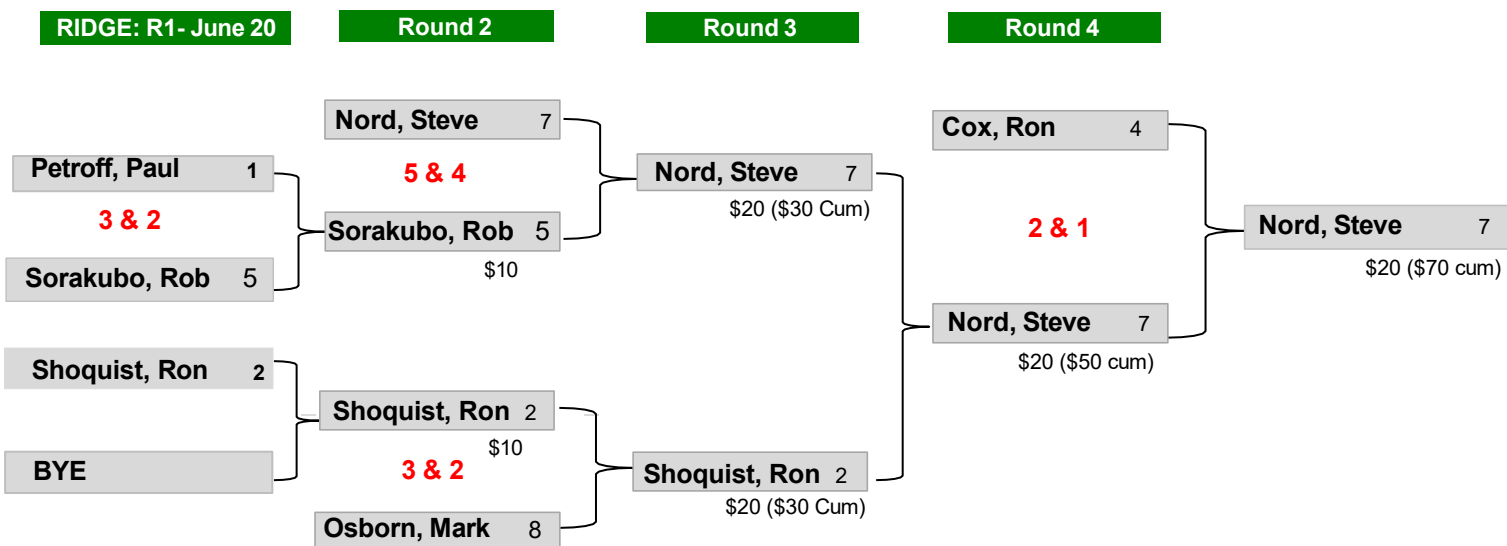 RIDGE: R1- June 20
Round 2
Round 3
Round 4
Petroff, Paul 1
3 & 2
Sorakubo, Rob 5
Shoquist, Ron 2
BYE
Nord, Steve 7
5 & 4
Sorakubo, Rob 5
$10
Shoquist, Ron 2
$10
3 & 2
Osborn, Mark 8
Nord, Steve 7
$20 ($30 Cum)
Shoquist, Ron 2
$20 ($30 Cum)
Cox, Ron 4
2 & 1
Nord, Steve 7
$20 ($50 cum)
Nord, Steve 7
$20 ($70 cum)